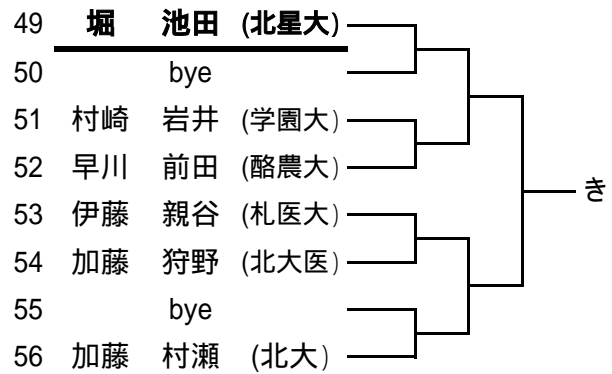 49 堀 池田 (北星大)
50 bye
51 村崎 岩井 (学園大)
52 早川 前田 (酪農大)
53 伊藤 親谷 (札医大)
54 加藤 狩野 (北大医)
55 bye
56 加藤 村瀬 (北大)
き